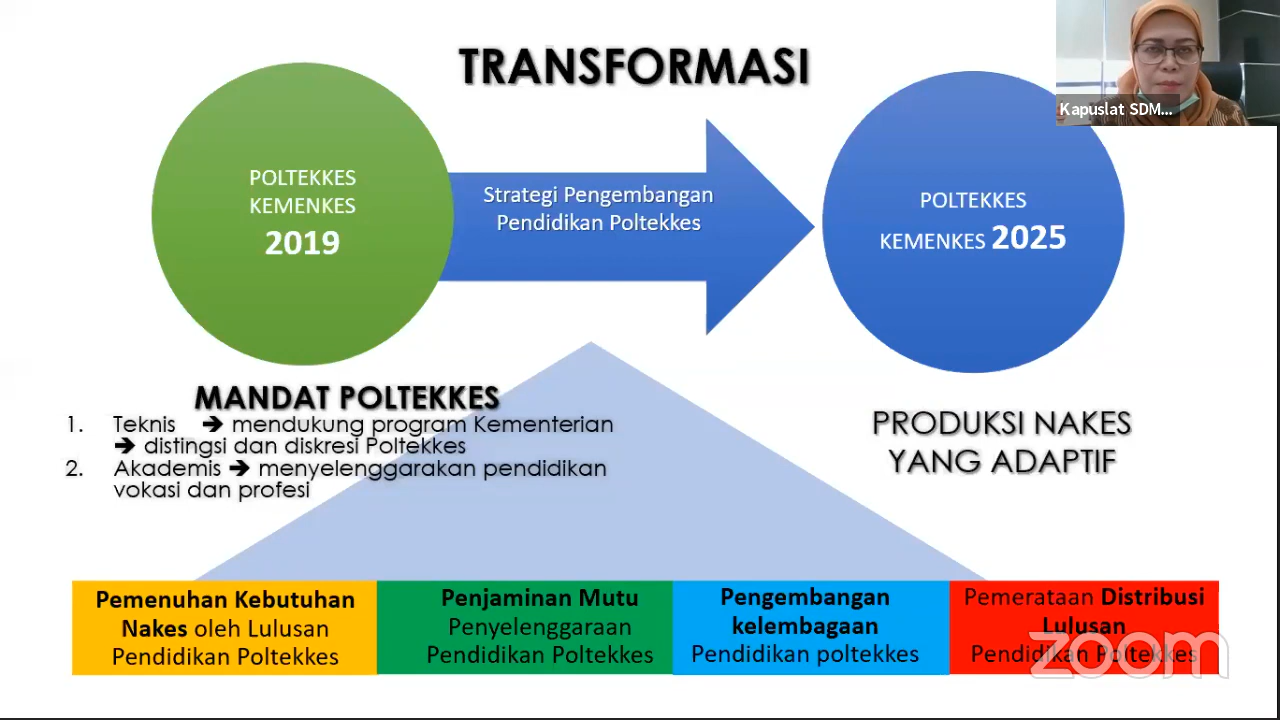 TRANSFORMASI
Kapuslat SDM...
POLTEKKES
KEMENKES
2019
Strategi Pengembangan
Pendidikan Poltekkes
POLTEKKES
KEMENKES 2025
MANDAT POLTEKKES
1. Teknis ➔ mendukung program Kementerian
➔ distingsi dan diskresi Poltekkes
2. Akademis ➔ menyelenggarakan pendidikan
vokasi dan profesi
PRODUKSI NAKES
YANG ADAPTIF
Pemenuhan Kebutuhan
Nakes oleh Lulusan
Pendidikan Poltekkes
Penjaminan Mutu
Penyelenggaraan
Pendidikan Poltekkes
Pengembangan
kelembagaan
Pendidikan poltekkes
Pemerataan Distribusi
Lulusan
Pendidikan Poltekkes
zoom